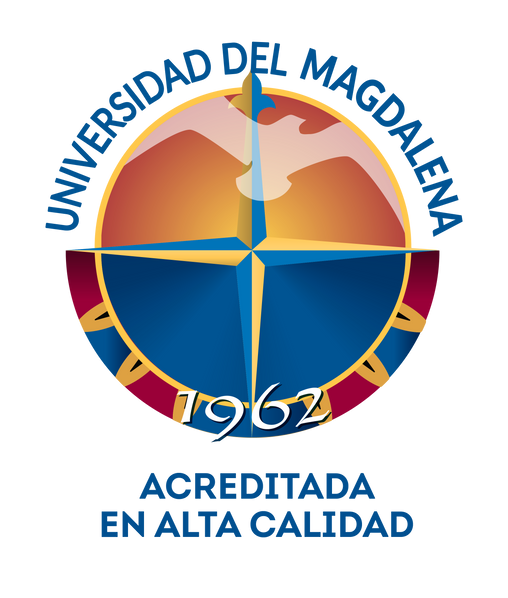 UNIVERSIDAD DEL MAGDALENA
1962
ACREDITADA
EN ALTA CALIDAD